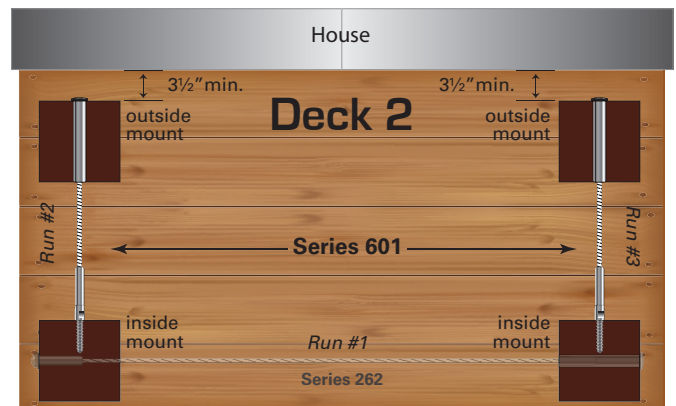 House
3½” min.
3½” min.
outside
mount
Deck 2
outside
mount
Run #2
Series 601
Run #3
inside
mount
Run #1
inside
mount
Series 262